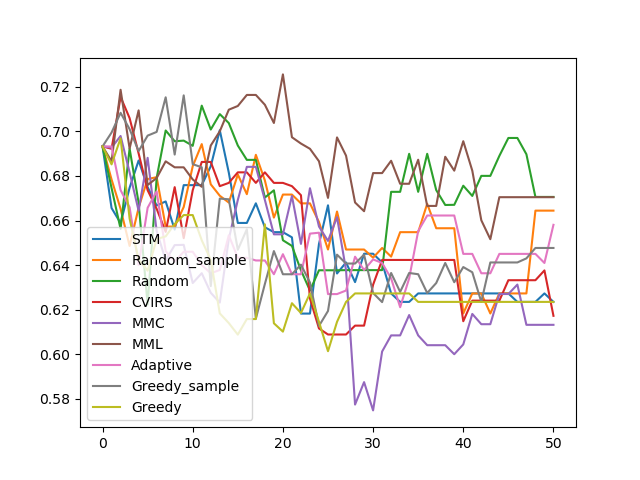 0.72
0.70
0.68
0.66
0.64
0.62
0.60
0.58
STM
Random_sample
Random
CVIRS
MMC
MML
Adaptive
Greedy_sample
Greedy
0 10 20 30 40 50